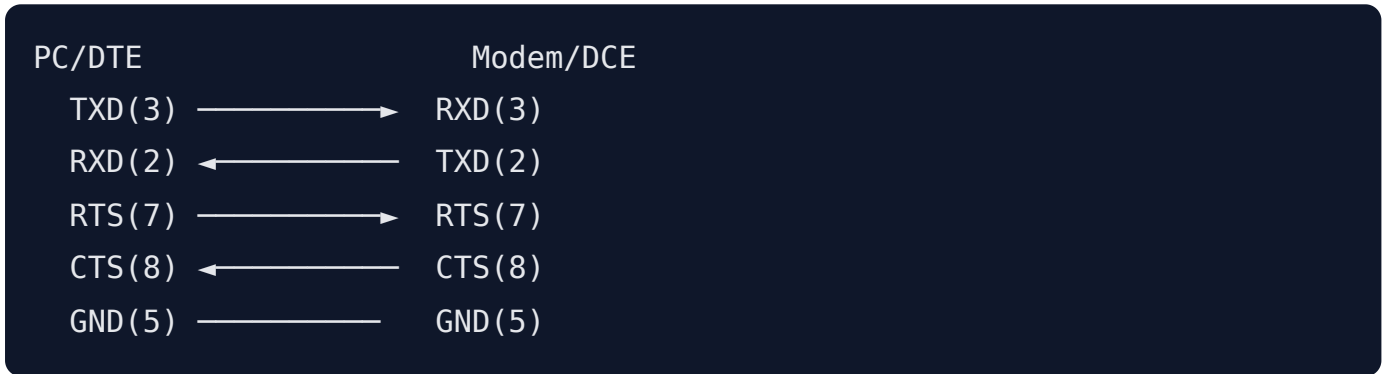 PC/DTE                  Modem/DCE
  TXD(3) ──────────►  RXD(3)
  RXD(2) ◄──────────  TXD(2)
  RTS(7) ──────────►  RTS(7)
  CTS(8) ◄──────────  CTS(8)
  GND(5) ──────────   GND(5)